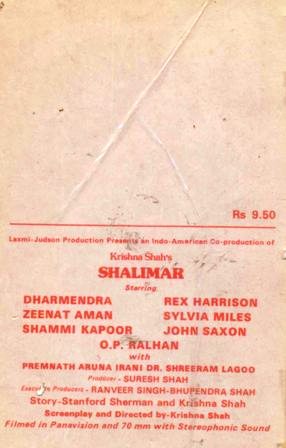 Rs 9.50
Laxmi-Judson Production Presents an Indo-American Co-production of
Krishna Shah's
SHALIMAR
Starring
DHARMENDRA REX HARRISON
ZEENAT AMAN SYLVIA MILES
SHAMMI KAPOOR JOHN SAXON
O.P. RALHAN
with
PREMNATH ARUNA IRANI DR. SHREERAM LAGOO
Producer - SURESH SHAH
Executive Producers - RANVEER SINGH-BHUPENDRA SHAH
Story-Stanford Sherman and Krishna Shah
Screenplay and Directed by-Krishna Shah
Filmed in Panavision and 70 mm with Stereophonic Sound